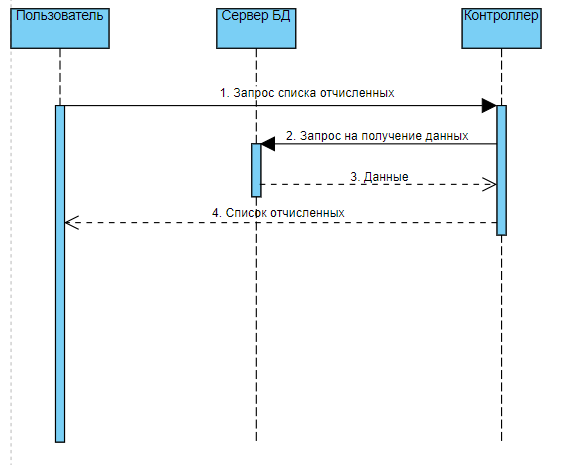 Пользователь
Сервер БД
Контроллер
1. Запрос списка отчисленных
2. Запрос на получение данных
3. Данные
4. Список отчисленных